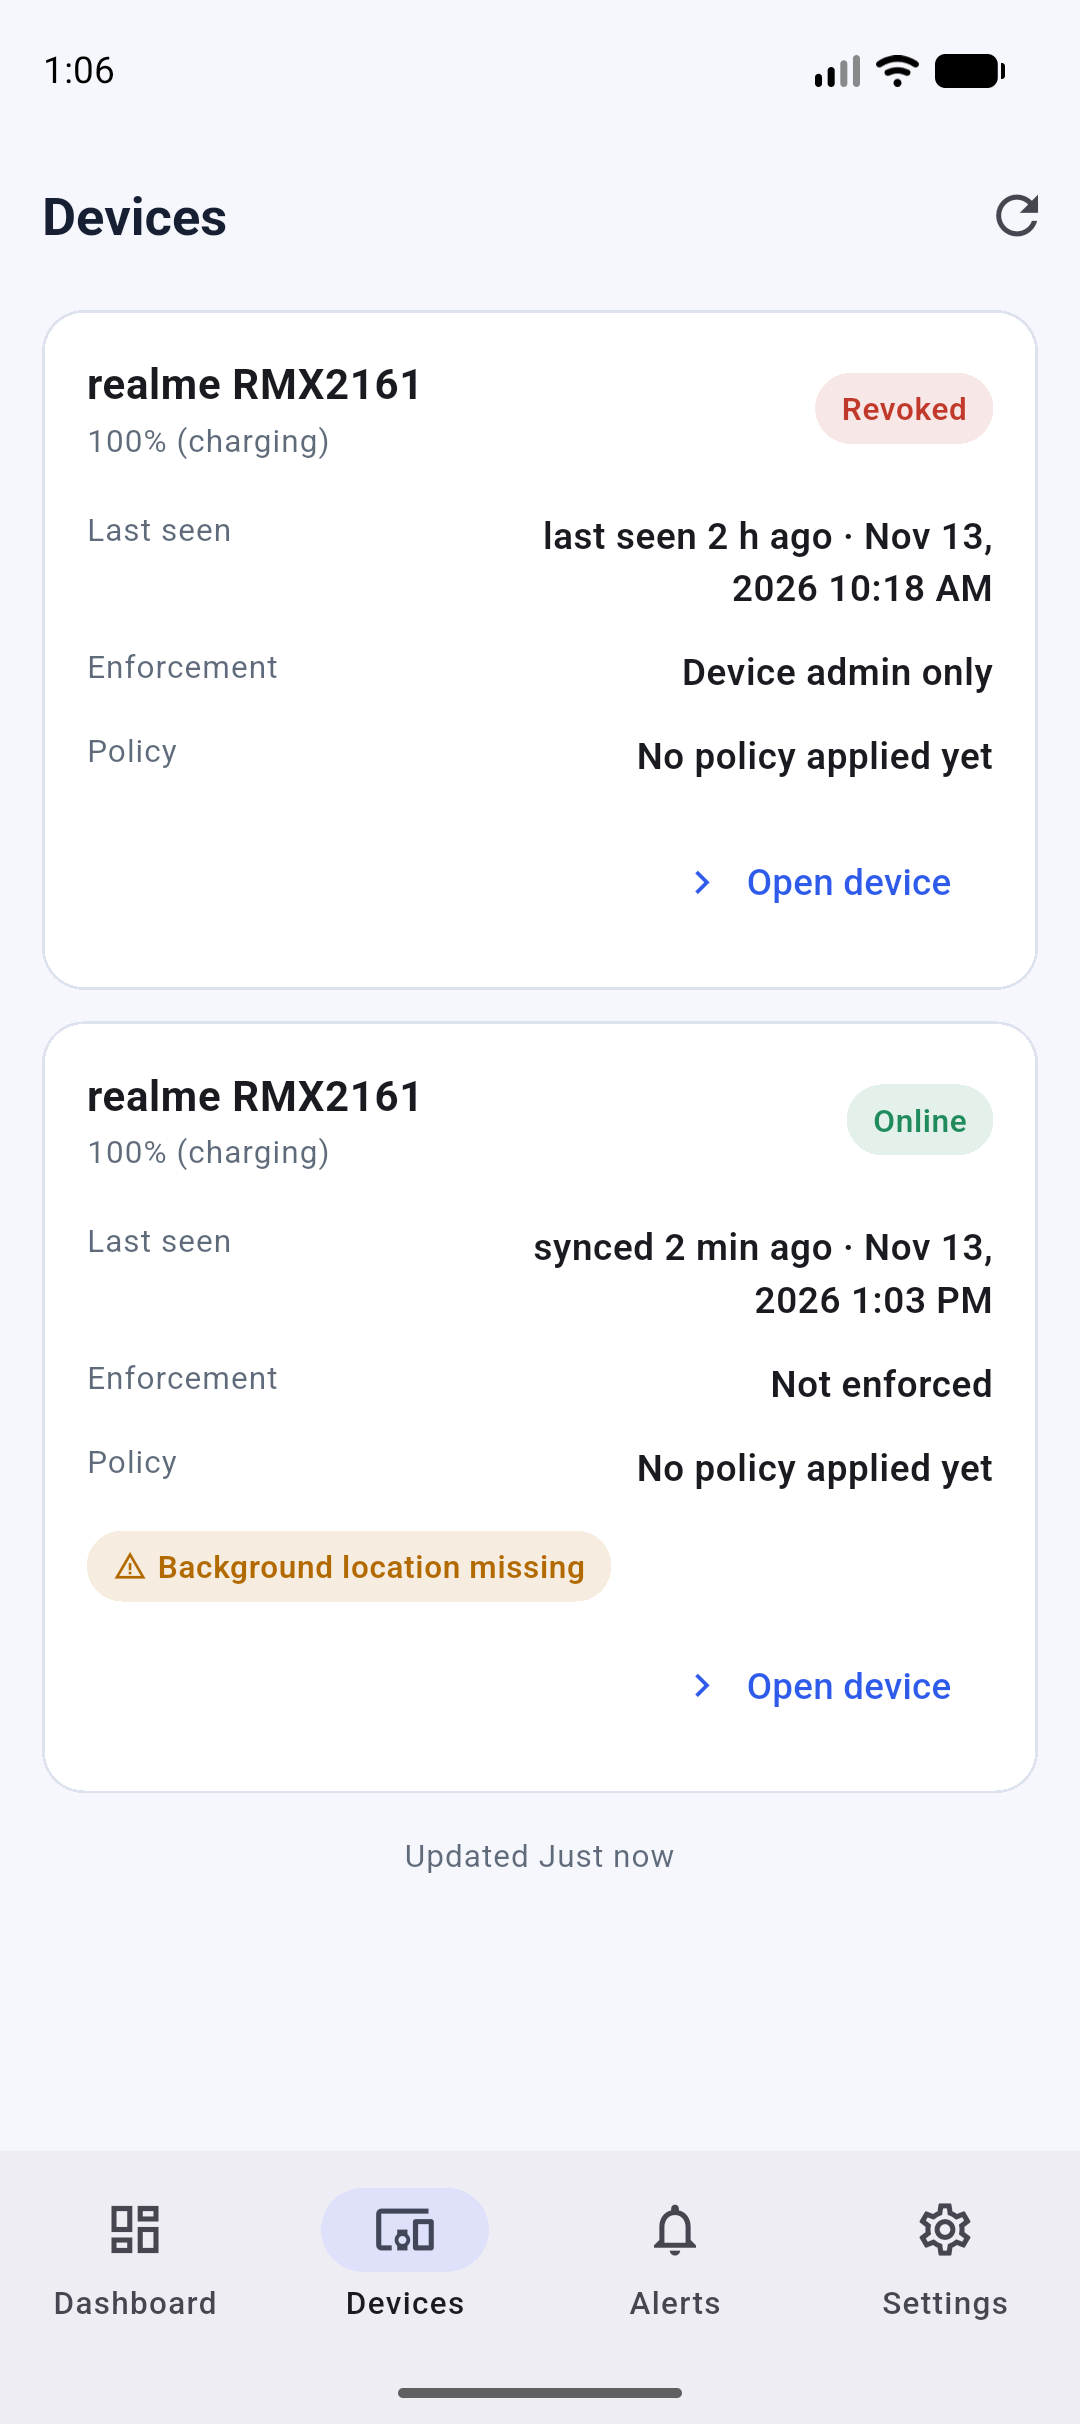 1:06
Devices
realme RMX2161
Revoked
100% (charging)
Last seen
last seen 2 h ago · Nov 13,
2026 10:18 AM
Enforcement
Device admin only
Policy
No policy applied yet
Open device
realme RMX2161
Online
100% (charging)
Last seen
synced 2 min ago · Nov 13,
2026 1:03 PM
Enforcement
Not enforced
Policy
No policy applied yet
Background location missing
Open device
Updated Just now
Dashboard
Devices
Alerts
Settings